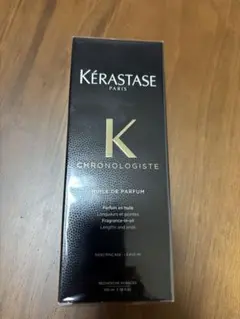 KÉRASTASE
PARIS
K
CHRONOLOGISTE
HUILE DE PARFUM
Parfum en huile
Longueurs et pointes
Fragrance-in-oil
Lengths and ends